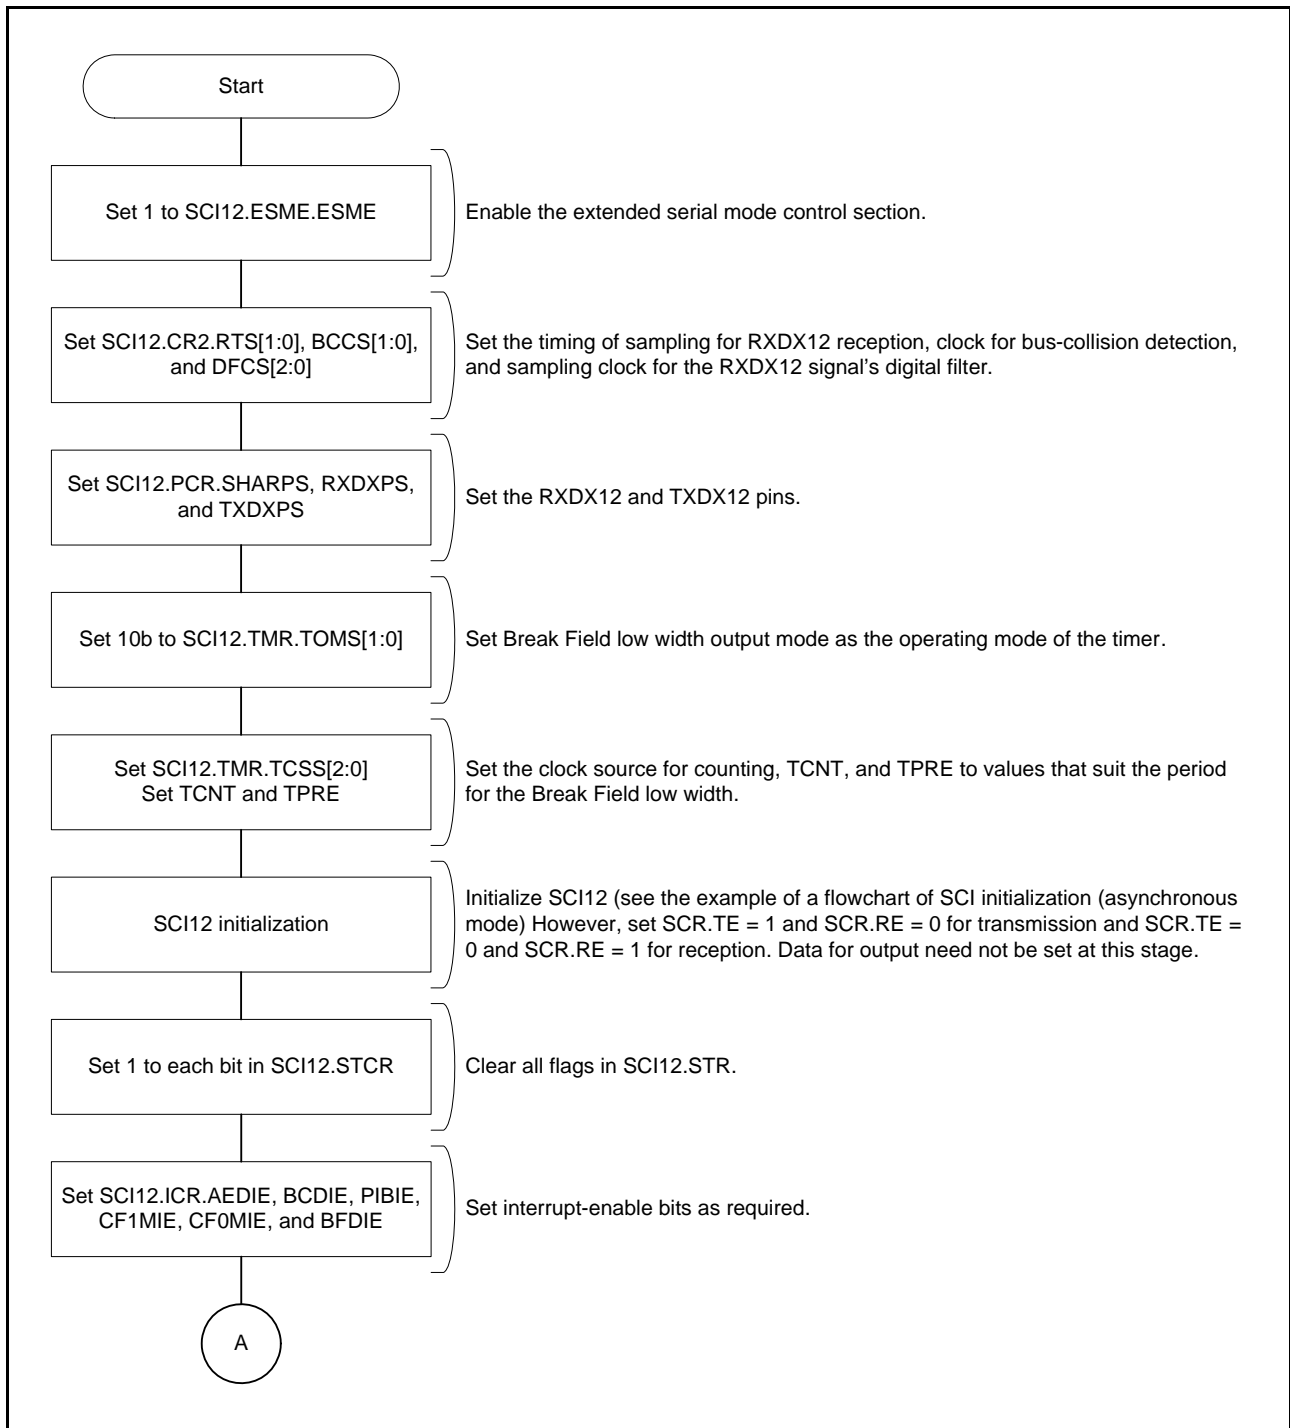 Start
Set 1 to SCI12.ESME.ESME
Enable the extended serial mode control section.
Set SCI12.CR2.RTS[1:0], BCCS[1:0],
and DFCS[2:0]
Set the timing of sampling for RXDX12 reception, clock for bus-collision detection,
and sampling clock for the RXDX12 signal's digital filter.
Set SCI12.PCR.SHARPS, RXDXPS,
and TXDXPS
Set the RXDX12 and TXDX12 pins.
Set 10b to SCI12.TMR.TOMS[1:0]
Set Break Field low width output mode as the operating mode of the timer.
Set SCI12.TMR.TCSS[2:0]
Set TCNT and TPRE
Set the clock source for counting, TCNT, and TPRE to values that suit the period
for the Break Field low width.
SCI12 initialization
Initialize SCI12 (see the example of a flowchart of SCI initialization (asynchronous
mode) However, set SCR.TE = 1 and SCR.RE = 0 for transmission and SCR.TE =
0 and SCR.RE = 1 for reception. Data for output need not be set at this stage.
Set 1 to each bit in SCI12.STCR
Clear all flags in SCI12.STR.
Set SCI12.ICR.AEDIE, BCDIE, PIBIE,
CF1MIE, CF0MIE, and BFDIE
Set interrupt-enable bits as required.
A